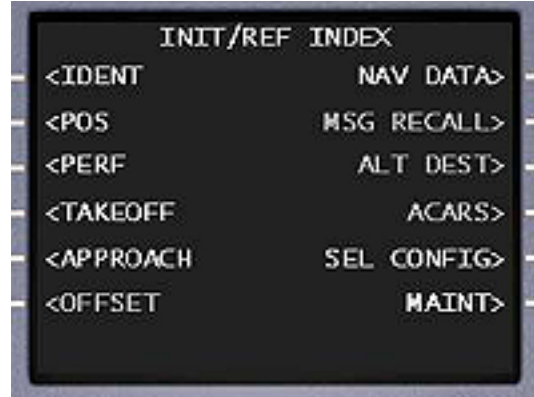 INIT/REF INDEX
<IDENT NAV DATA>
<POS MSG RECALL>
<PERF ALT DEST>
<TAKEOFF ACARS>
<APPROACH SEL CONFIG>
<OFFSET MAINT>